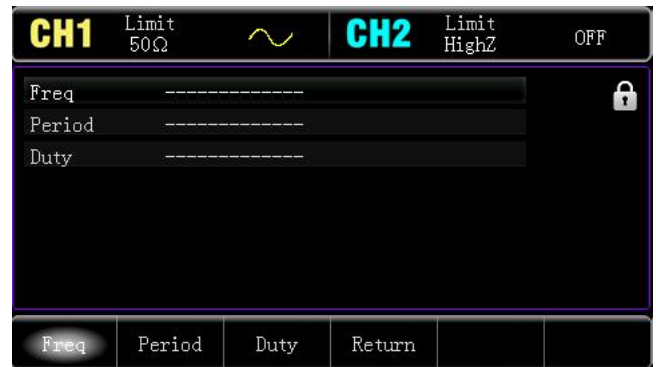 CH1 Limit 50Ω CH2 Limit HighZ OFF
Freq -------------
Period -------------
Duty -------------
Freq Period Duty Return